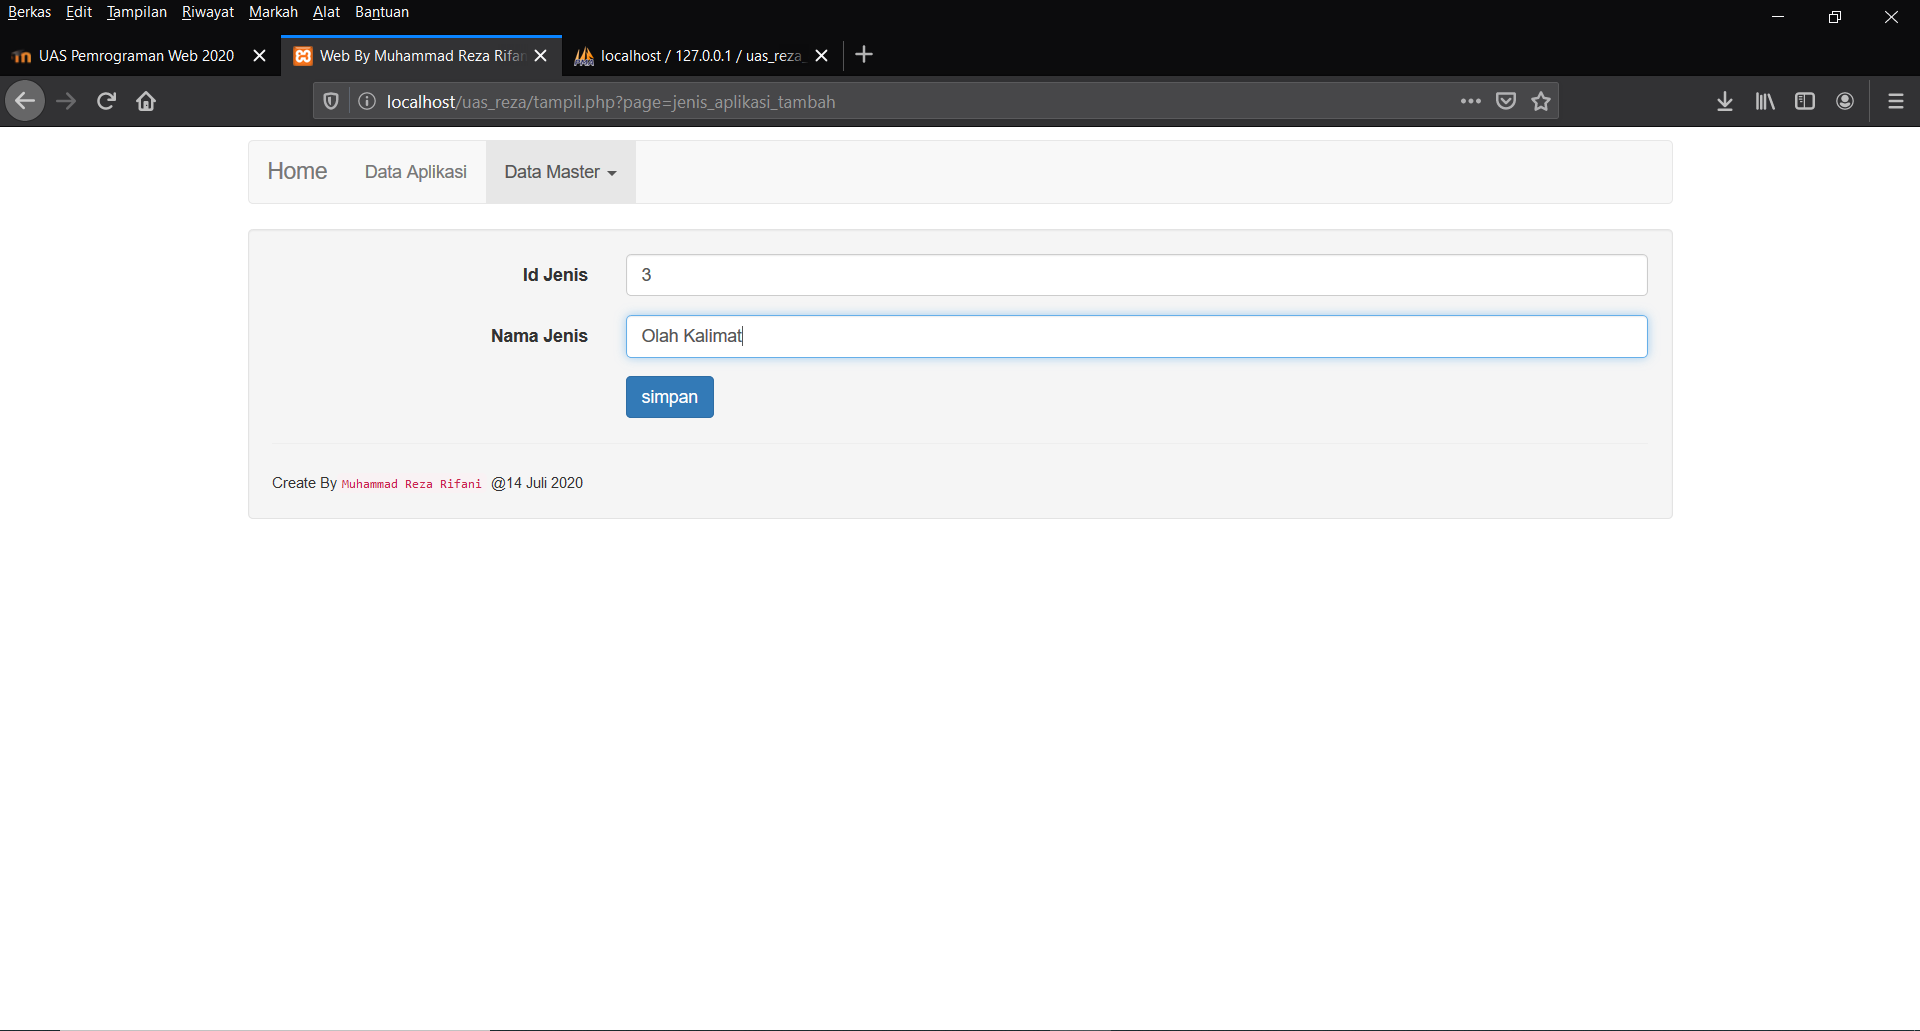 Berkas Edit Tampilan Riwayat Markah Alat Bantuan
UAS Pemrograman Web 2020 Web By Muhammad Reza Rifan localhost / 127.0.0.1 / uas_reza_
localhost/uas_reza/tampil.php?page=jenis_aplikasi_tambah
Home Data Aplikasi Data Master
Id Jenis 3
Nama Jenis Olah Kalimat
simpan
Create By Muhammad Reza Rifani @14 Juli 2020